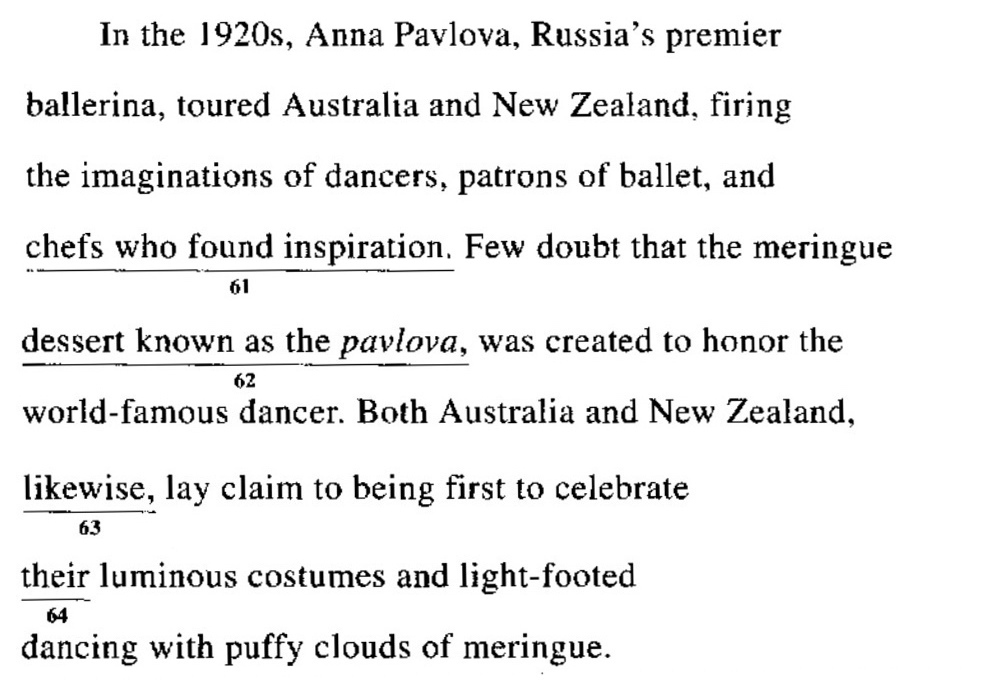 In the 1920s, Anna Pavlova, Russia's premier
ballerina, toured Australia and New Zealand, firing
the imaginations of dancers, patrons of ballet, and
chefs who found inspiration. Few doubt that the meringue
61
dessert known as the pavlova, was created to honor the
62
world-famous dancer. Both Australia and New Zealand,
likewise, lay claim to being first to celebrate
63
their luminous costumes and light-footed
64
dancing with puffy clouds of meringue.